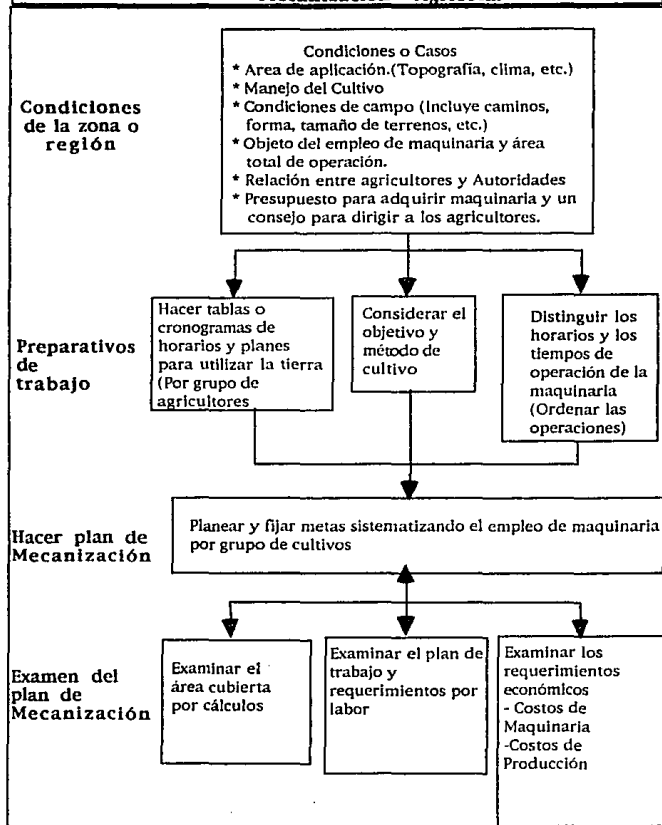 Condiciones o Casos
* Area de aplicación.(Topografía, clima, etc.)
* Manejo del Cultivo
* Condiciones de campo (Incluye caminos,
forma, tamaño de terrenos, etc.)
* Objeto del empleo de maquinaria y área
total de operación.
* Relación entre agricultores y Autoridades
* Presupuesto para adquirir maquinaria y un
consejo para dirigir a los agricultores.
Condiciones
de la zona o
región
Preparativos
de
trabajo
Hacer tablas o
cronogramas de
horarios y planes
para utilizar la tierra
(Por grupo de
agricultores
Considerar el
objetivo y
método de
cultivo
Distinguir los
horarios y los
tiempos de
operación de la
maquinaria
(Ordenar las
operaciones)
Hacer plan de
Mecanización
Planear y fijar metas sistematizando el empleo de maquinaria
por grupo de cultivos
Examen del
plan de
Mecanización
Examinar el
área cubierta
por cálculos
Examinar el plan de
trabajo y
requerimientos por
labor
Examinar los
requerimientos
económicos
- Costos de
Maquinaria
-Costos de
Producción